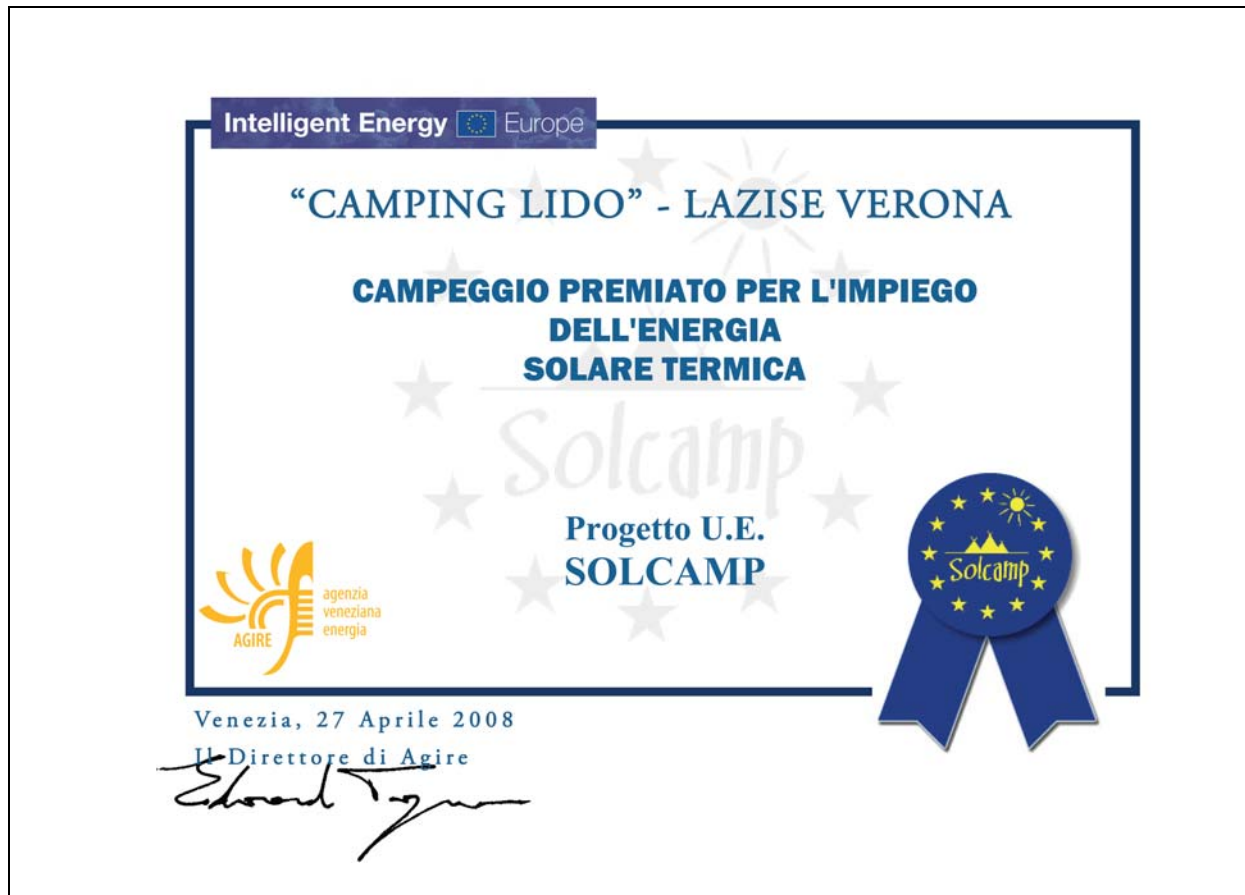 Intelligent Energy Europe
“CAMPING LIDO” - LAZISE VERONA
CAMPEGGIO PREMIATO PER L'IMPIEGO
DELL'ENERGIA
SOLARE TERMICA
Solcamp
Progetto U.E.
SOLCAMP
AGIRE
agenzia
veneziana
energia
Solcamp
Venezia, 27 Aprile 2008
Il Direttore di Agire